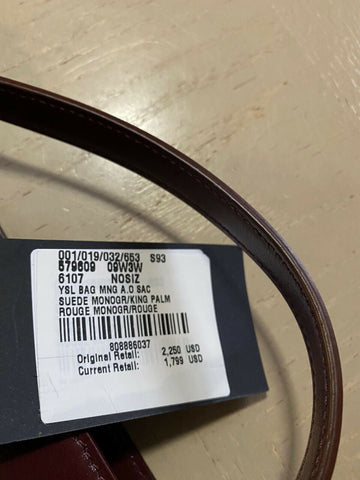 001/019/032/653 S93
579609 09W3W
6107 NOSIZ
YSL BAG MNG A.O SAC
SUEDE MONOGR/KING PALM
ROUGE MONOGR/ROUGE
808886037
Original Retail: 2,250 USD
Current Retail: 1,799 USD